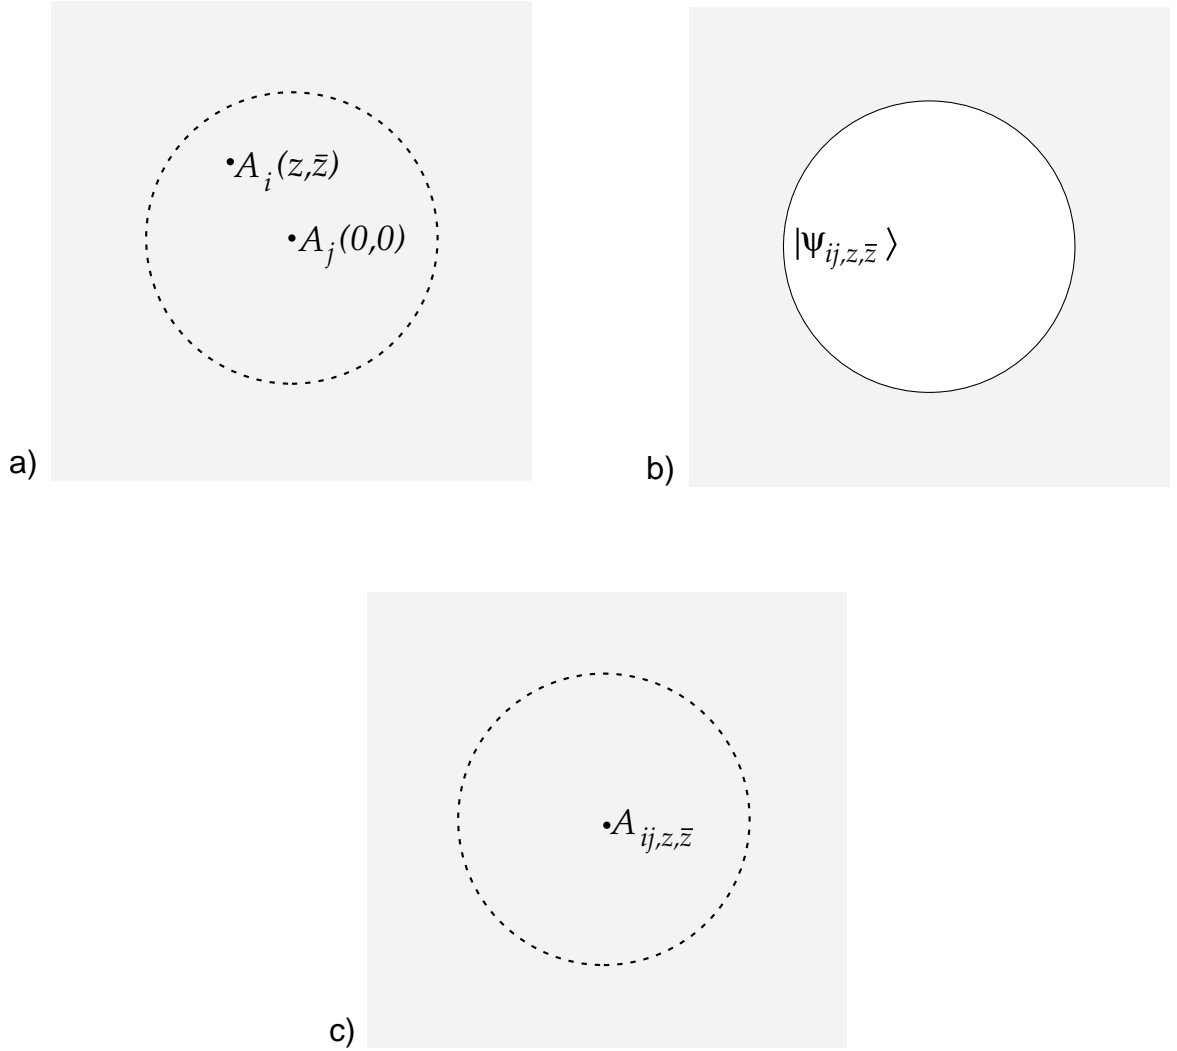 A_i(z,z̄)
A_j(0,0)
a)
|ψ_{ij,z,z̄}⟩
b)
A_{ij,z,z̄}
c)